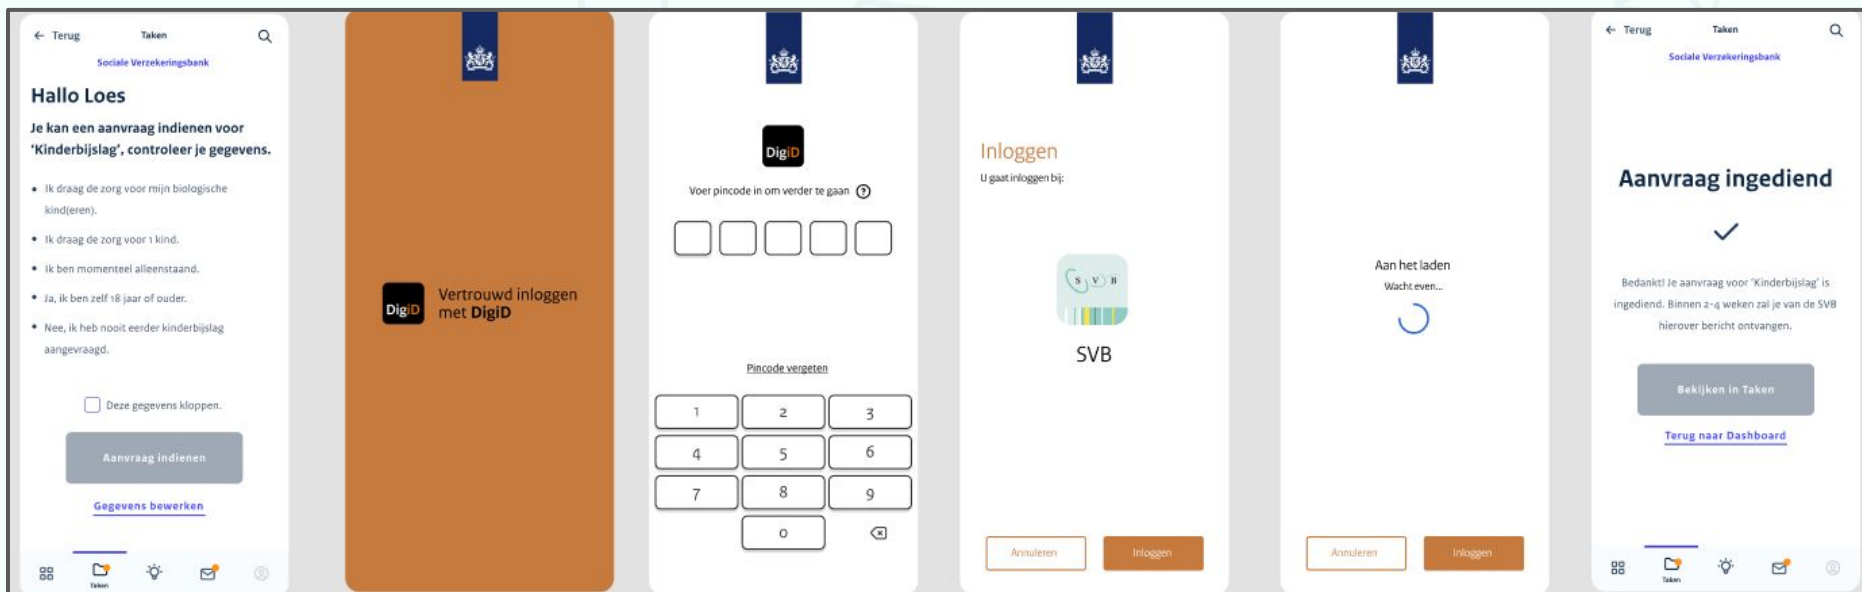 Terug
Taken
Sociale Verzekeringsbank
Hallo Loes
Je kan een aanvraag indienen voor
'Kinderbijslag', controleer je gegevens.
Ik draag de zorg voor mijn biologische
kind(eren).
Ik draag de zorg voor 1 kind.
Ik ben momenteel alleenstaand.
Ja, ik ben zelf 18 jaar of ouder.
Nee, ik heb nooit eerder kinderbijslag
aangevraagd.
Deze gegevens kloppen.
Aanvraag indienen
Gegevens bewerken
Taken
DigiD
Vertrouwd inloggen
met DigiD
DigiD
Voer pincode in om verder te gaan ?
Pincode vergeten
1 2 3
4 5 6
7 8 9
0
Inloggen
U gaat inloggen bij:
S V B
SVB
Annuleren
Inloggen
Aan het laden
Wacht even...
Annuleren
Inloggen
Terug
Taken
Sociale Verzekeringsbank
Aanvraag ingediend
Bedankt! Je aanvraag voor 'Kinderbijslag' is
ingediend. Binnen 2-4 weken zal je van de SVB
hierover bericht ontvangen.
Bekijken in Taken
Terug naar Dashboard
Taken